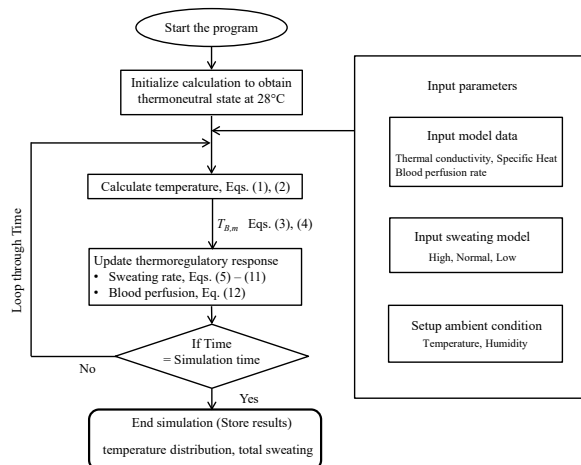 Start the program
Initialize calculation to obtain
thermoneutral state at 28°C
Calculate temperature, Eqs. (1), (2)
T_{B,m} Eqs. (3), (4)
Update thermoregulatory response
• Sweating rate, Eqs. (5) – (11)
• Blood perfusion, Eq. (12)
If Time
= Simulation time
No
Yes
Loop through Time
End simulation (Store results)
temperature distribution, total sweating
Input parameters
Input model data
Thermal conductivity, Specific Heat
Blood perfusion rate
Input sweating model
High, Normal, Low
Setup ambient condition
Temperature, Humidity